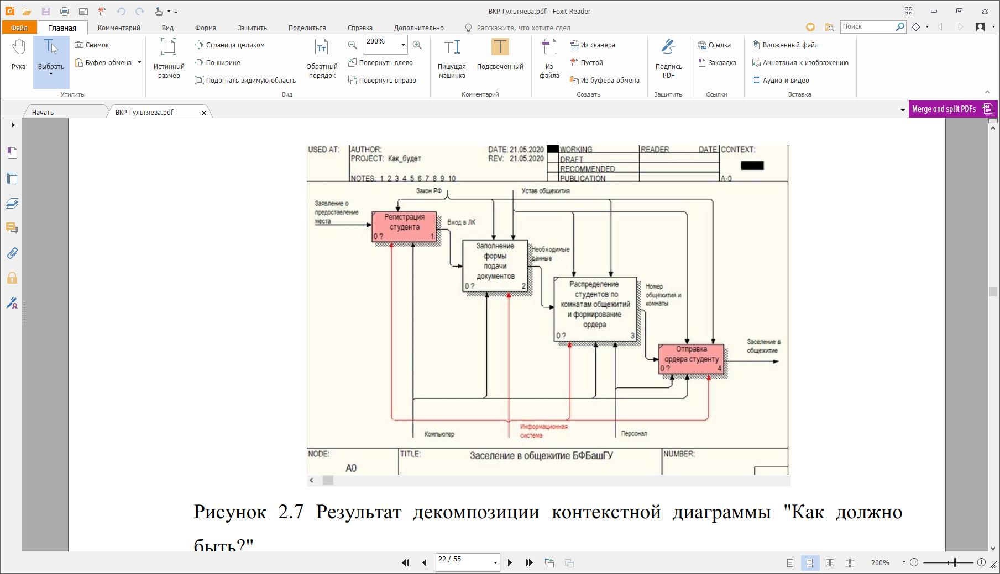 ВКР Гультяева.pdf - Foxit Reader
Файл
Главная
Комментарий
Вид
Форма
Защитить
Поделиться
Справка
Дополнительно
Расскажите, что хотите сдел
Поиск
Рука
Выбрать
Снимок
Буфер обмена
Утилиты
Истинный
размер
Страница целиком
По ширине
Подогнать видимую область
Обратный
порядок
200%
Повернуть влево
Повернуть вправо
Вид
Пишущая
машинка
Подсвеченный
Комментарий
Из
файла
Из сканера
Пустой
Из буфера обмена
Создать
Подпись
PDF
Защитить
Ссылка
Закладка
Ссылки
Вложенный файл
Аннотация к изображению
Аудио и видео
Вставка
Начать
ВКР Гультяева.pdf
Merge and split PDFs
USED AT:
AUTHOR:
DATE: 21.05.2020
PROJECT: Как_будет
REV: 21.05.2020
NOTES: 1 2 3 4 5 6 7 8 9 10
WORKING
DRAFT
RECOMMENDED
PUBLICATION
READER
DATE
CONTEXT:
A-0
Закон РФ
Устав общежития
Заявление о
предоставление
места
Регистрация
студента
0 ?
1
Вход в ЛК
Заполнение
формы
подачи
документов
0 ?
2
Необходимые
данные
Распределение
студентов по
комнатам общежитий
и формирование
ордера
0 ?
3
Номер
общежития и
комнаты
Отправка
ордера студенту
0 ?
4
Заселение в
общежитие
Компьютер
Информационная
система
Персонал
NODE:
A0
TITLE:
Заселение в общежитие БФБашГУ
NUMBER:
Рисунок 2.7 Результат декомпозиции контекстной диаграммы "Как должно
быть?"
22 / 55
200%